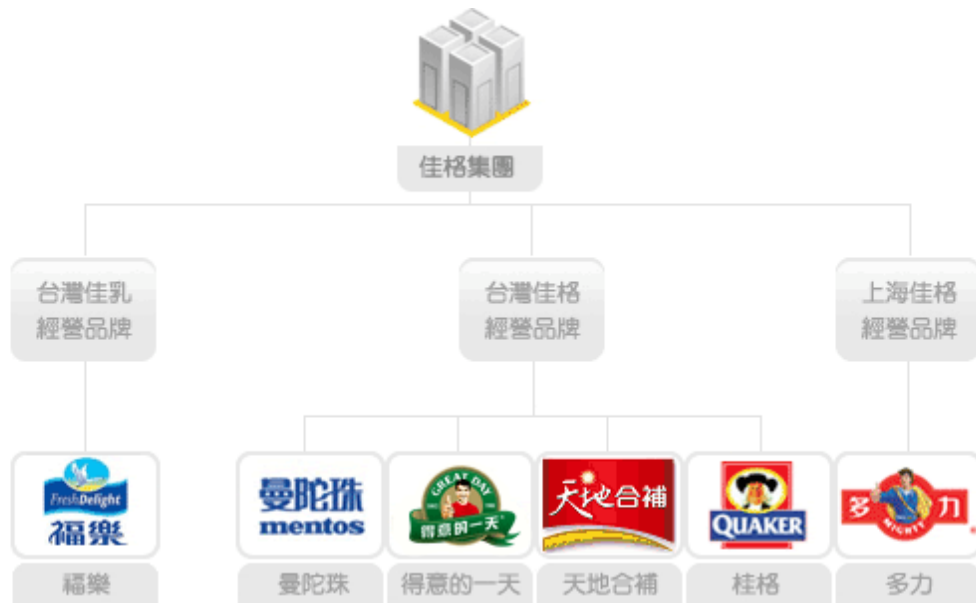 佳格集團
台灣佳乳
經營品牌
台灣佳格
經營品牌
上海佳格
經營品牌
FreshDelight
福樂
曼陀珠
mentos
GREAT DAY
得意的一天
天地合補
QUAKER
多力
MIGHTY
福樂
曼陀珠
得意的一天
天地合補
桂格
多力